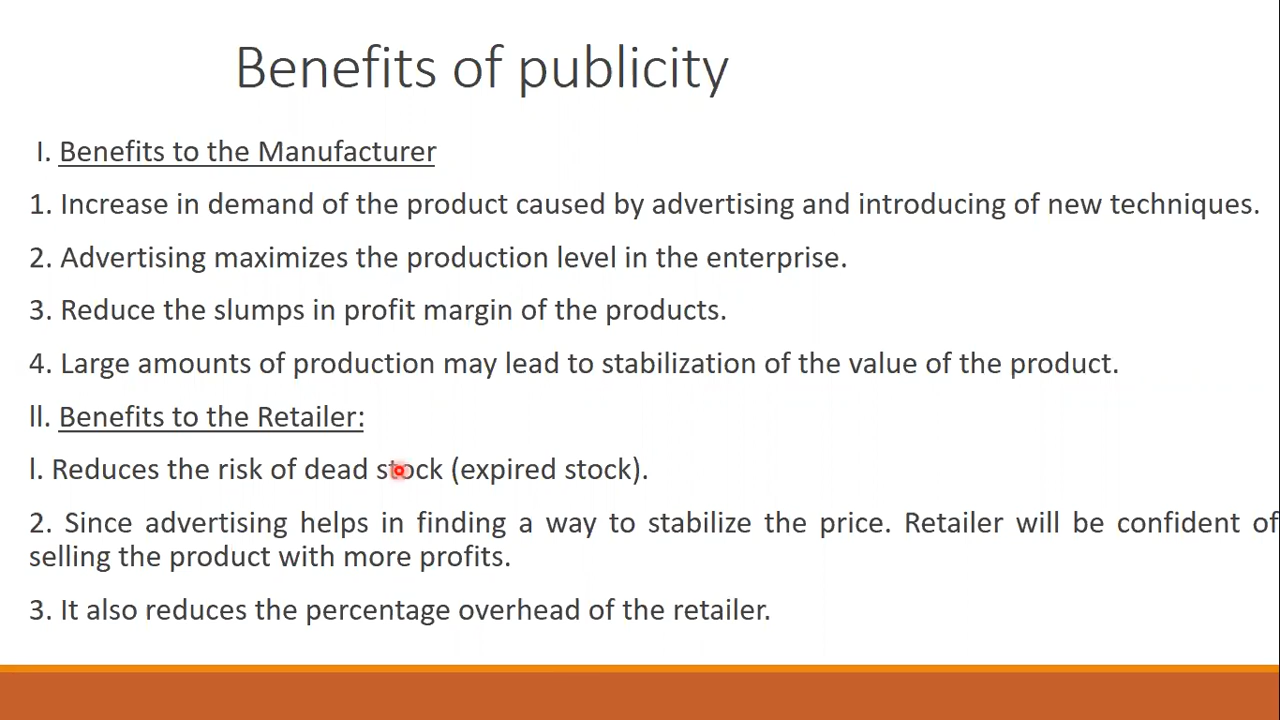 Benefits of publicity
I. Benefits to the Manufacturer
1. Increase in demand of the product caused by advertising and introducing of new techniques.
2. Advertising maximizes the production level in the enterprise.
3. Reduce the slumps in profit margin of the products.
4. Large amounts of production may lead to stabilization of the value of the product.
ll. Benefits to the Retailer:
l. Reduces the risk of dead stock (expired stock).
2. Since advertising helps in finding a way to stabilize the price. Retailer will be confident of
selling the product with more profits.
3. It also reduces the percentage overhead of the retailer.